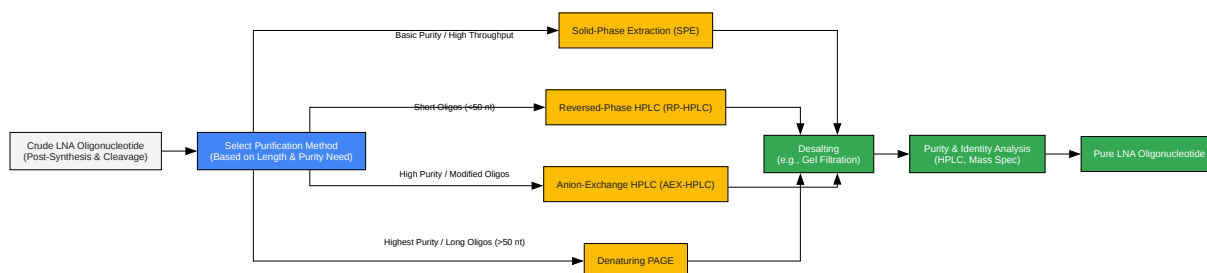 Basic Purity / High Throughput
Solid-Phase Extraction (SPE)
Short Oligos (<50 nt)
Reversed-Phase HPLC (RP-HPLC)
Crude LNA Oligonucleotide
(Post-Synthesis & Cleavage)
Select Purification Method
(Based on Length & Purity Need)
Desalting
(e.g., Gel Filtration)
Purity & Identity Analysis
(HPLC, Mass Spec)
Pure LNA Oligonucleotide
High Purity / Modified Oligos
Anion-Exchange HPLC (AEX-HPLC)
Highest Purity / Long Oligos (>50 nt)
Denaturing PAGE